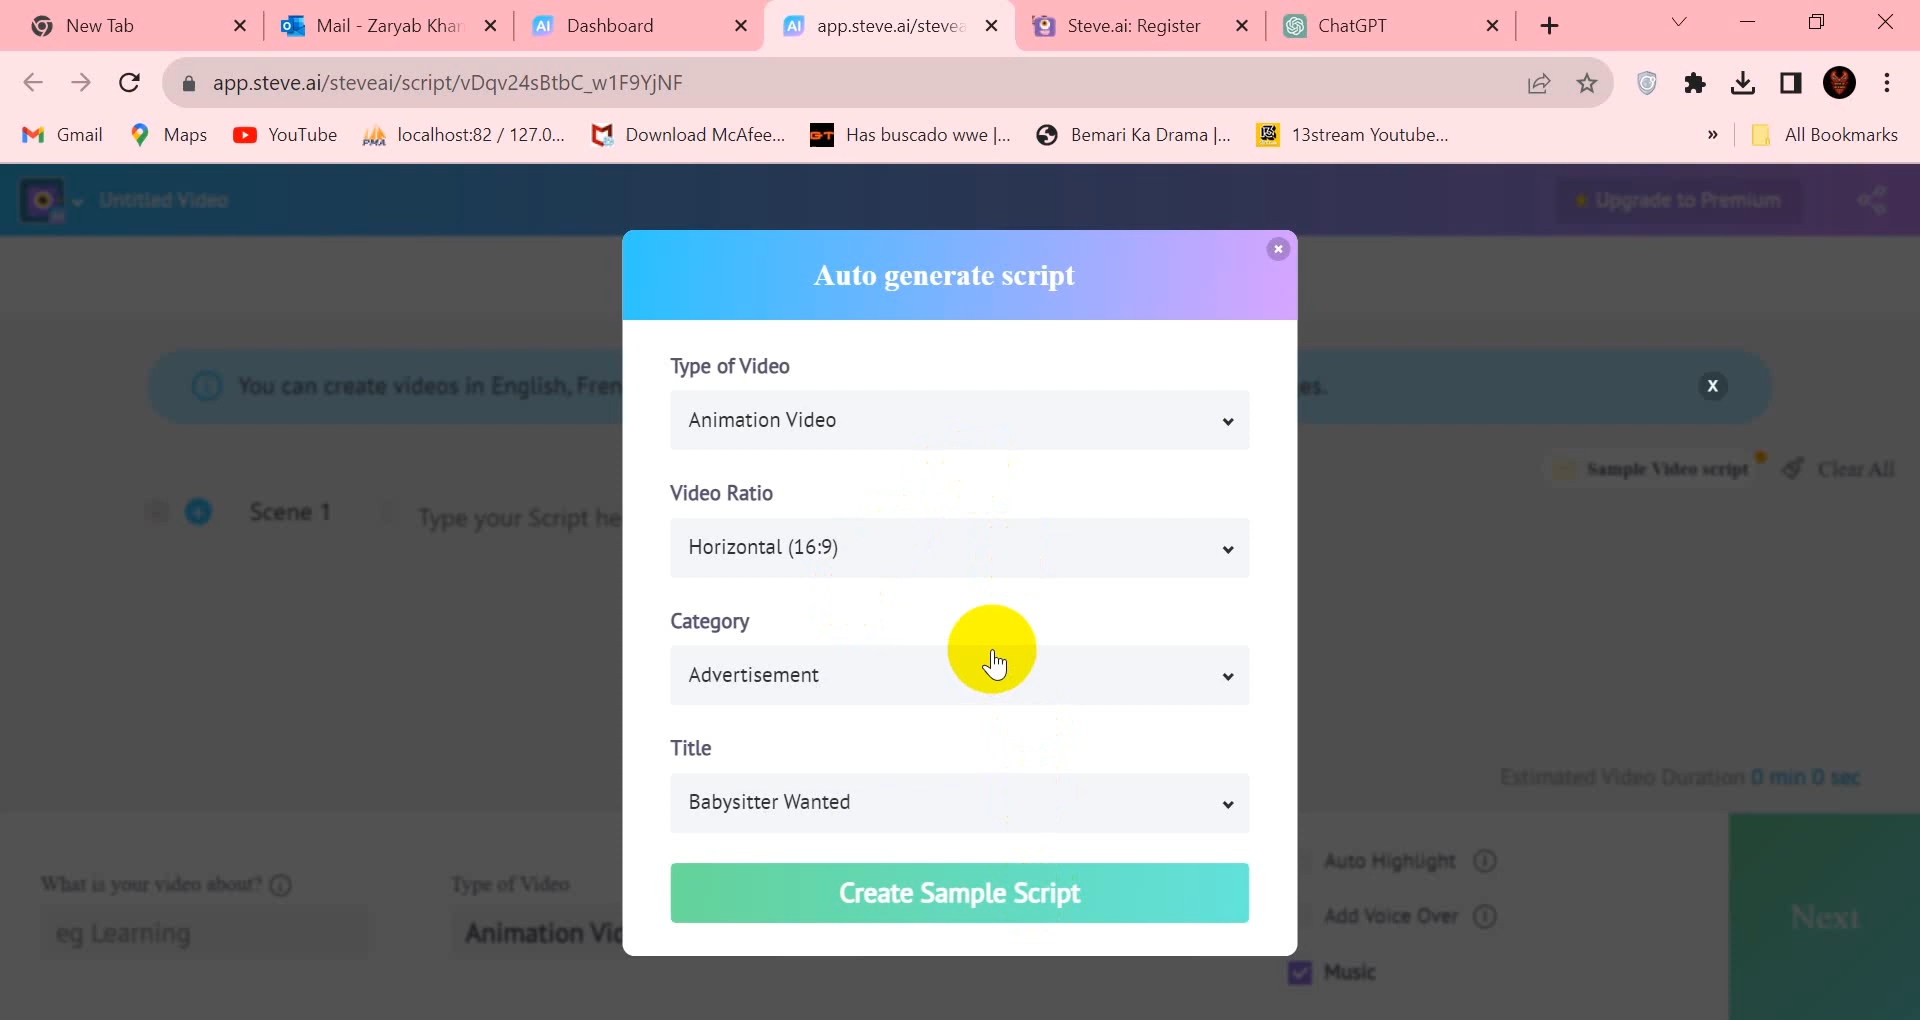 New Tab
Mail - Zaryab Khan
Dashboard
app.steve.ai/stevea
Steve.ai: Register
ChatGPT
app.steve.ai/steveai/script/vDqv24sBtbC_w1F9YjNF
Gmail
Maps
YouTube
localhost:82 / 127.0...
Download McAfee...
Has buscado wwe |...
Bemari Ka Drama |...
13stream Youtube...
»
All Bookmarks
Untitled Video
Upgrade to Premium
Auto generate script
You can create videos in English, Fren
es.
X
Type of Video
Animation Video
Sample Video script
Clear All
Video Ratio
Scene 1
Type your Script he
Horizontal (16:9)
Category
Advertisement
Title
Estimated Video Duration 0 min 0 sec
Babysitter Wanted
What is your video about?
Type of Video
Auto Highlight
Create Sample Script
eg Learning
Animation Vid
Add Voice Over
Next
Music